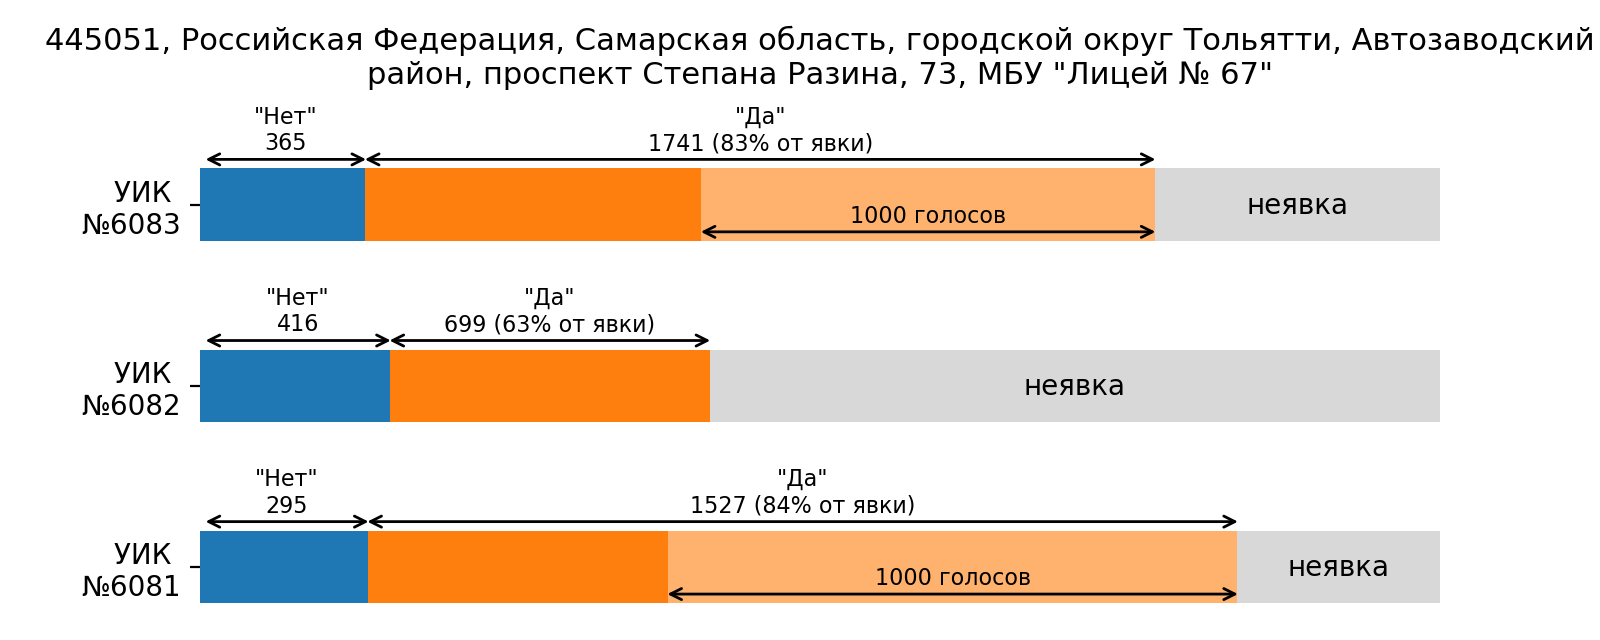 445051, Российская Федерация, Самарская область, городской округ Тольятти, Автозаводский
район, проспект Степана Разина, 73, МБУ "Лицей № 67"
"Нет"
365
"Да"
1741 (83% от явки)
УИК
№6083
1000 голосов
неявка
"Нет"
416
"Да"
699 (63% от явки)
УИК
№6082
неявка
"Нет"
295
"Да"
1527 (84% от явки)
УИК
№6081
1000 голосов
неявка